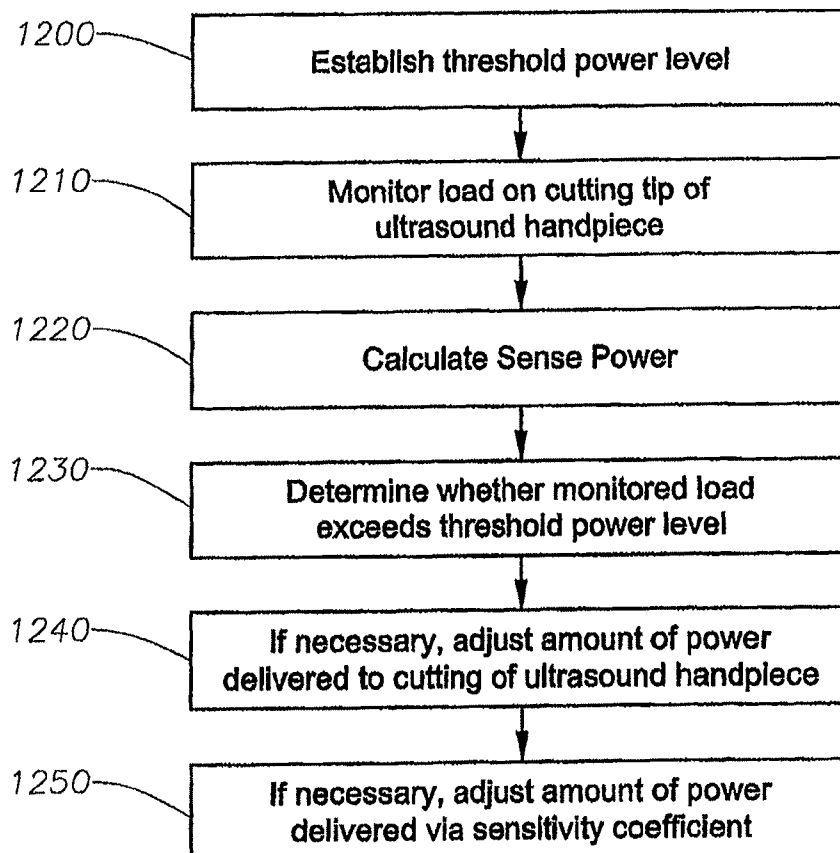 1200
Establish threshold power level
1210
Monitor load on cutting tip of
ultrasound handpiece
1220
Calculate Sense Power
1230
Determine whether monitored load
exceeds threshold power level
1240
If necessary, adjust amount of power
delivered to cutting of ultrasound handpiece
1250
If necessary, adjust amount of power
delivered via sensitivity coefficient